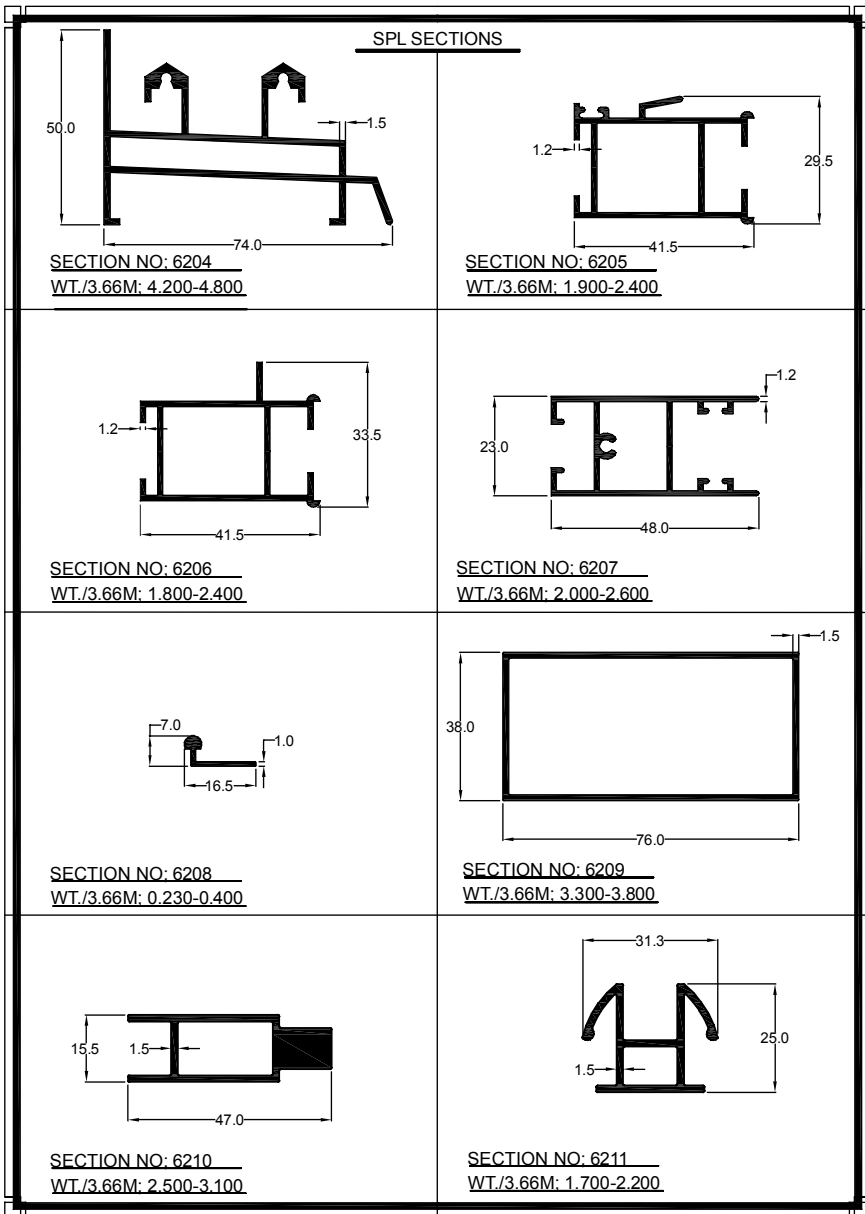 SPL SECTIONS
50.0
1.5
74.0
SECTION NO; 6204
WT./3.66M; 4.200-4.800
1.2
29.5
41.5
SECTION NO; 6205
WT./3.66M; 1.900-2.400
1.2
33.5
41.5
SECTION NO; 6206
WT./3.66M; 1.800-2.400
1.2
23.0
48.0
SECTION NO; 6207
WT./3.66M; 2.000-2.600
7.0
1.0
16.5
SECTION NO; 6208
WT./3.66M; 0.230-0.400
1.5
38.0
76.0
SECTION NO; 6209
WT./3.66M; 3.300-3.800
15.5
1.5
47.0
SECTION NO; 6210
WT./3.66M; 2.500-3.100
31.3
25.0
1.5
SECTION NO; 6211
WT./3.66M; 1.700-2.200